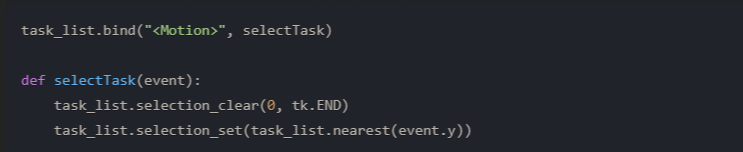 task_list.bind("<Motion>", selectTask)
def selectTask(event):
    task_list.selection_clear(0, tk.END)
    task_list.selection_set(task_list.nearest(event.y))